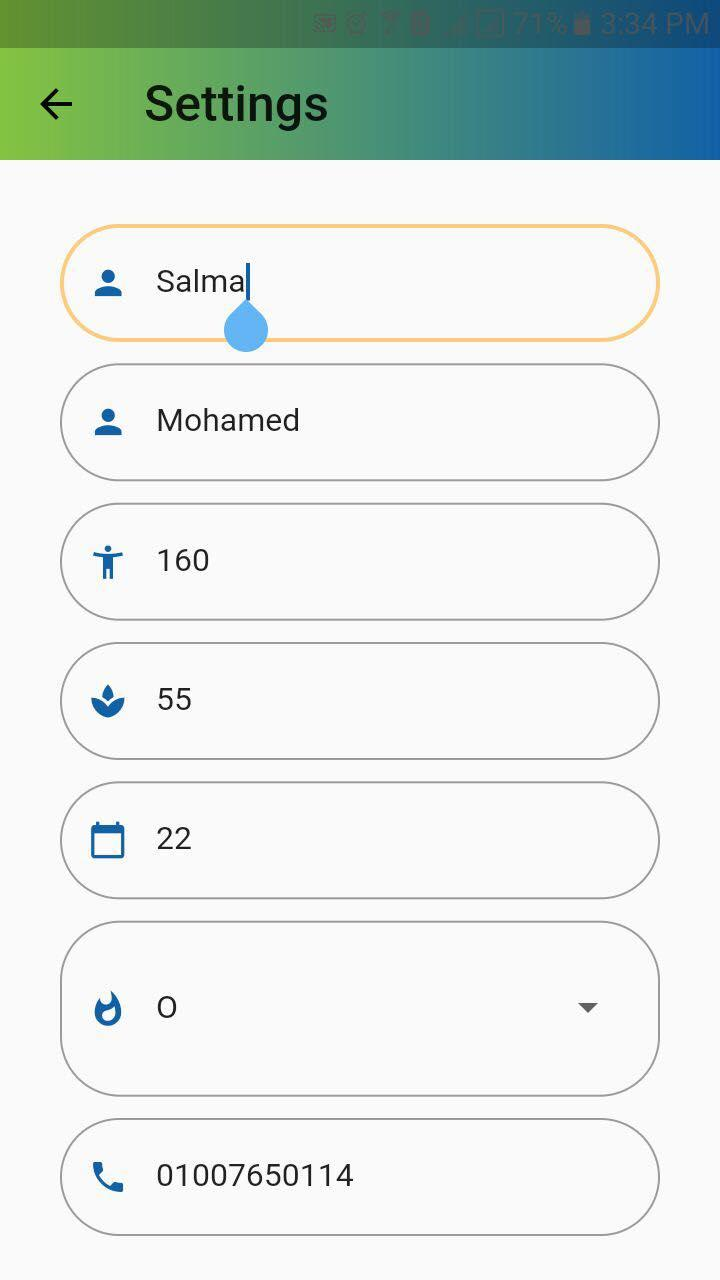 71% 3:34 PM
Settings
Salma
Mohamed
160
55
22
O
01007650114